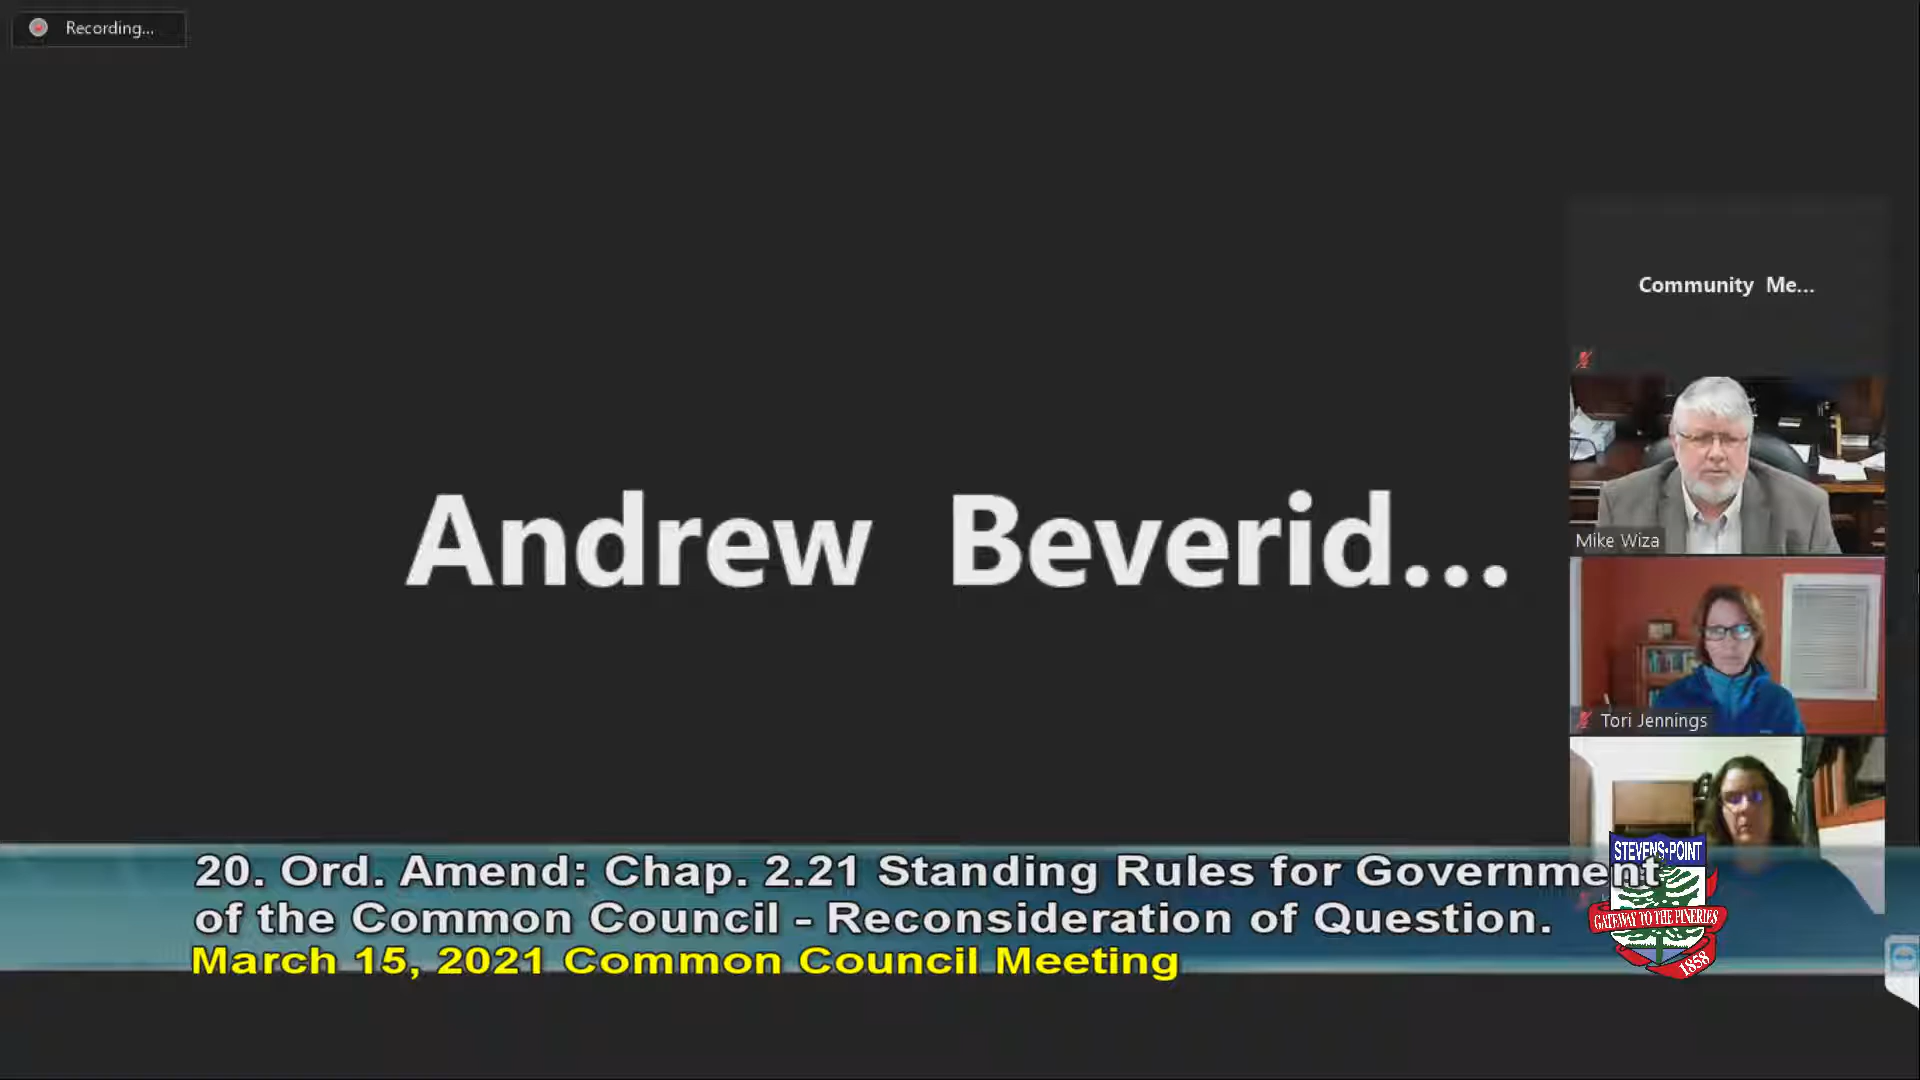 Recording...
Community Me...
Mike Wiza
Andrew Beverid...
Tori Jennings
20. Ord. Amend: Chap. 2.21 Standing Rules for Government
of the Common Council - Reconsideration of Question.
March 15, 2021 Common Council Meeting
STEVENS POINT
GATEWAY TO THE PINERIES
1858